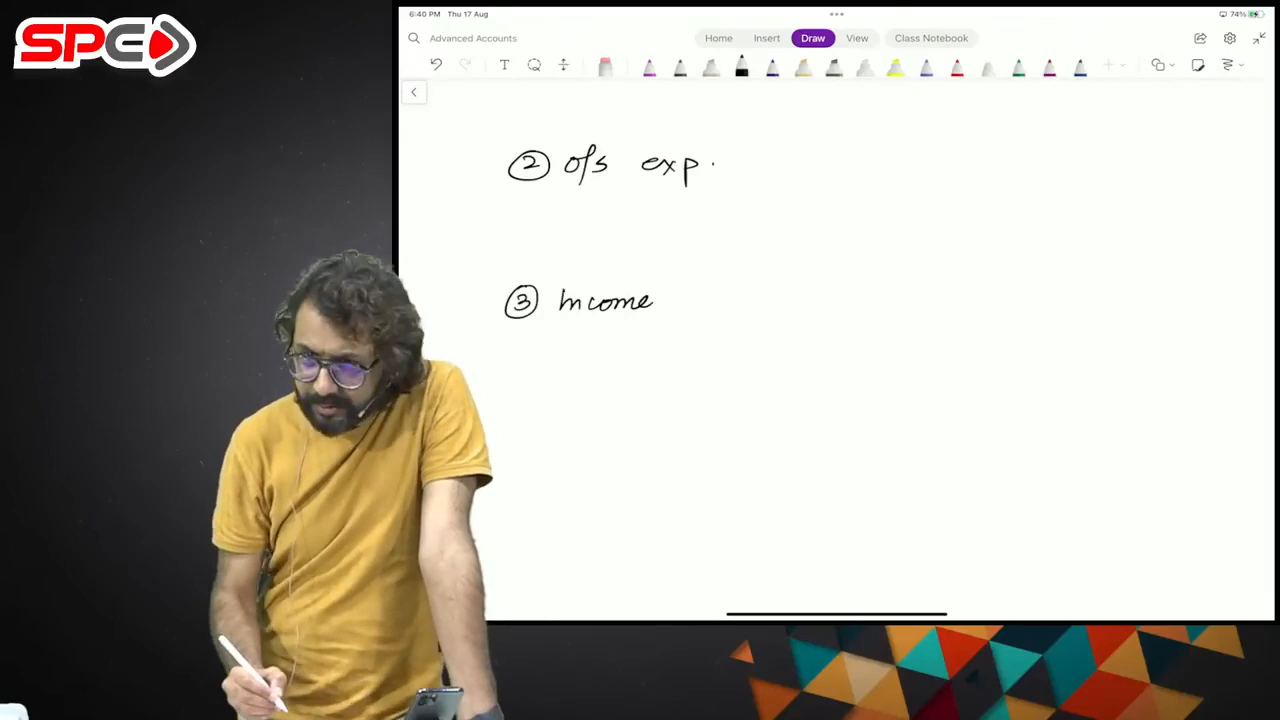 SPE
6:40 PM Thu 17 Aug
74%
Advanced Accounts
Home Insert Draw View Class Notebook
T
② o/s exp.
③ Income